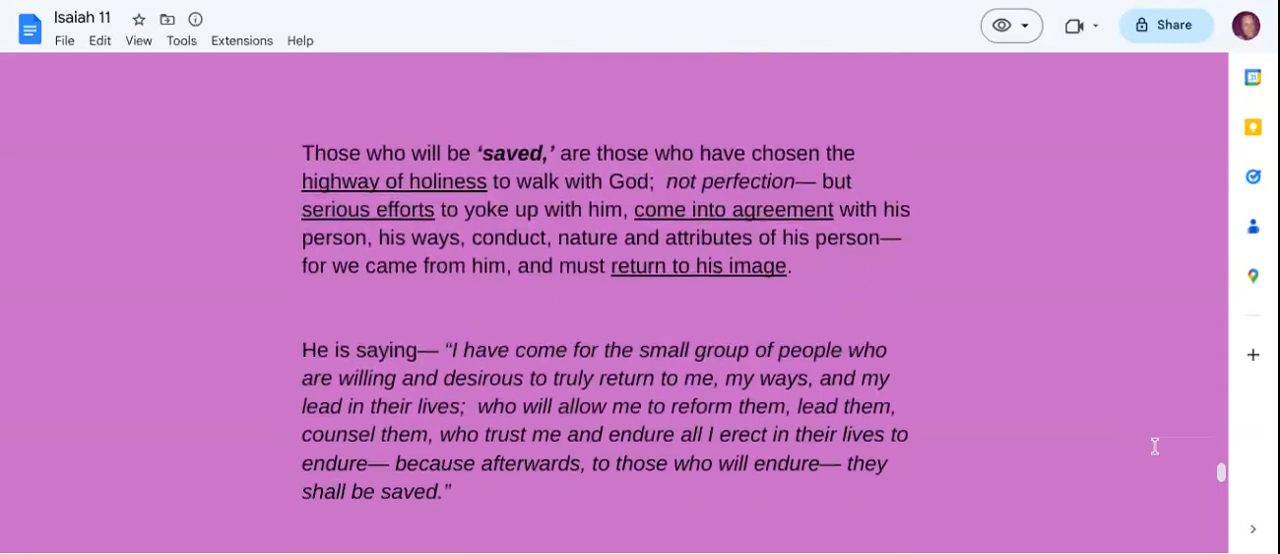 Isaiah 11
File Edit View Tools Extensions Help
Share
31
Those who will be ‘saved,’ are those who have chosen the
highway of holiness to walk with God;  not perfection— but
serious efforts to yoke up with him, come into agreement with his
person, his ways, conduct, nature and attributes of his person—
for we came from him, and must return to his image.
He is saying— “I have come for the small group of people who
are willing and desirous to truly return to me, my ways, and my
lead in their lives;  who will allow me to reform them, lead them,
counsel them, who trust me and endure all I erect in their lives to
endure— because afterwards, to those who will endure— they
shall be saved.”